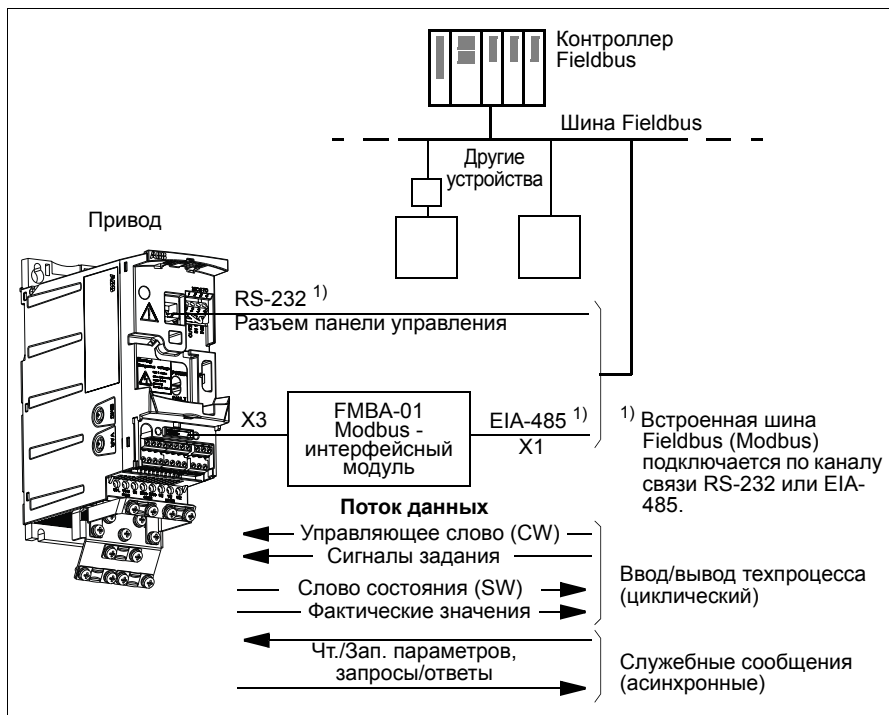 Контроллер
Fieldbus
Шина Fieldbus
Другие
устройства
Привод
ABB
RS-232 1)
Разъем панели управления
X3
FMBA-01
Modbus -
интерфейсный
модуль
EIA-485 1)
X1
1) Встроенная шина
Fieldbus (Modbus)
подключается по каналу
связи RS-232 или EIA-
485.
Поток данных
Управляющее слово (CW)
Сигналы задания
Слово состояния (SW)
Фактические значения
Ввод/вывод техпроцесса
(циклический)
Чт./Зап. параметров,
запросы/ответы
Служебные сообщения
(асинхронные)